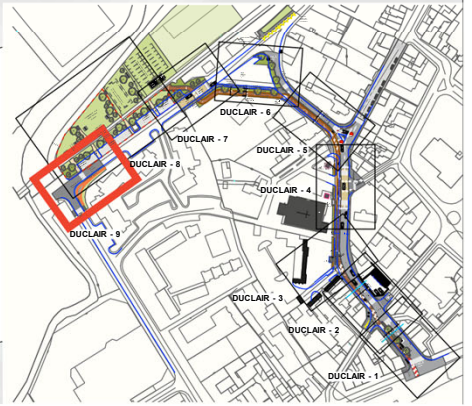 DUCLAIR - 6
DUCLAIR - 7
DUCLAIR - 5
DUCLAIR - 8
DUCLAIR - 4
DUCLAIR - 9
DUCLAIR - 3
DUCLAIR - 2
DUCLAIR - 1